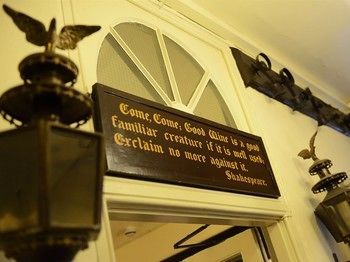 Come, Come; Good Wine is a good
familiar creature if it is well used;
Exclaim no more against it.
Shakespeare.